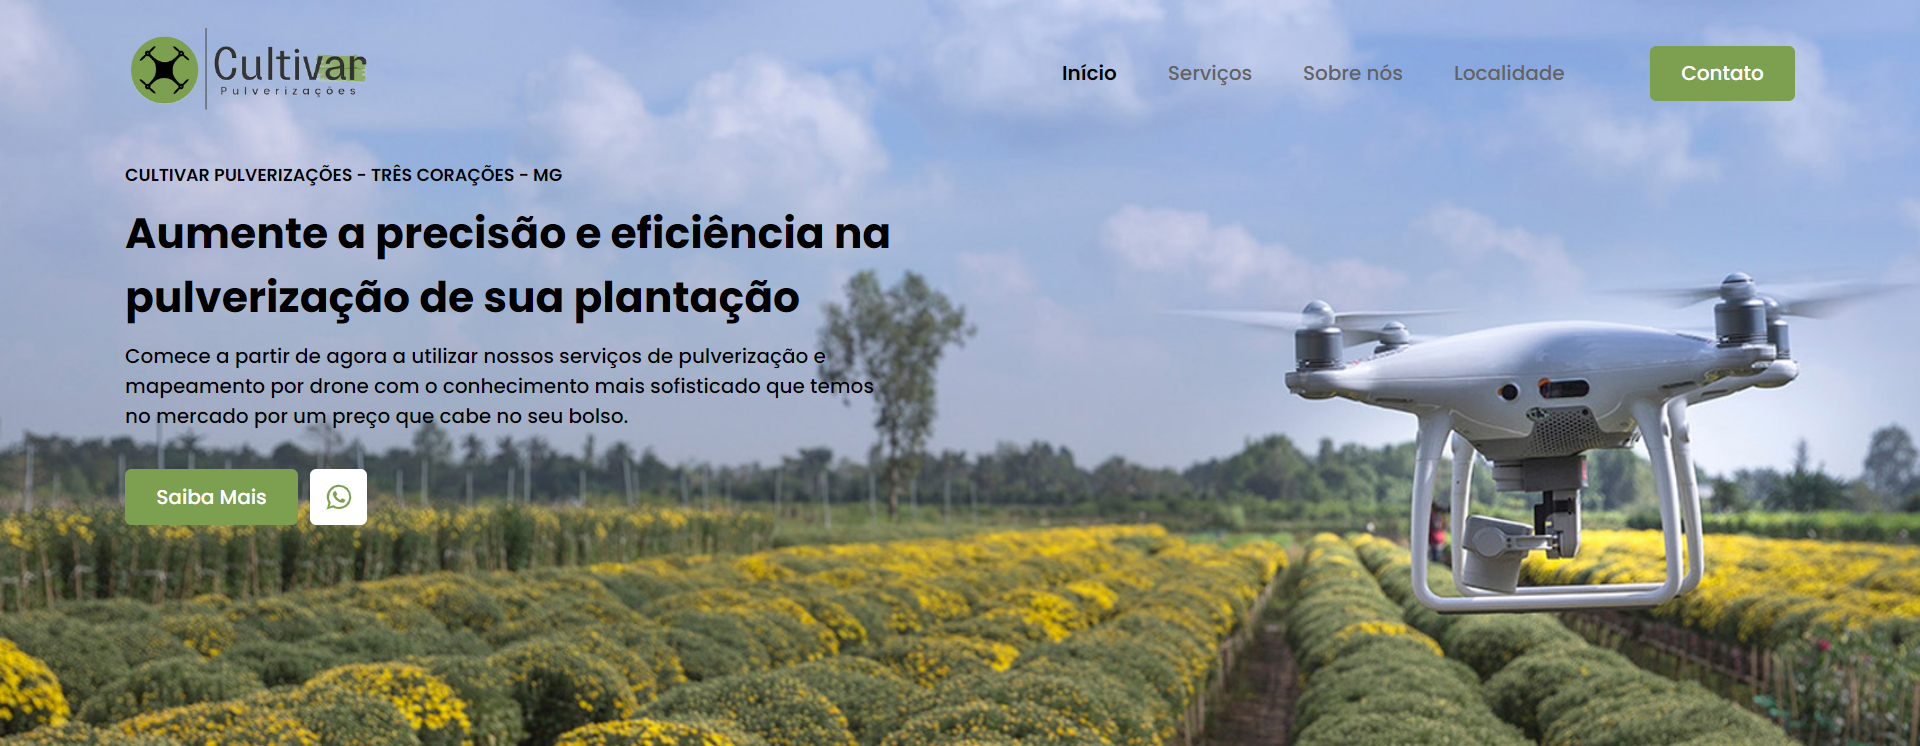 Cultivar
Pulverizações
Início
Serviços
Sobre nós
Localidade
Contato
CULTIVAR PULVERIZAÇÕES - TRÊS CORAÇÕES - MG
Aumente a precisão e eficiência na
pulverização de sua plantação
Comece a partir de agora a utilizar nossos serviços de pulverização e
mapeamento por drone com o conhecimento mais sofisticado que temos
no mercado por um preço que cabe no seu bolso.
Saiba Mais